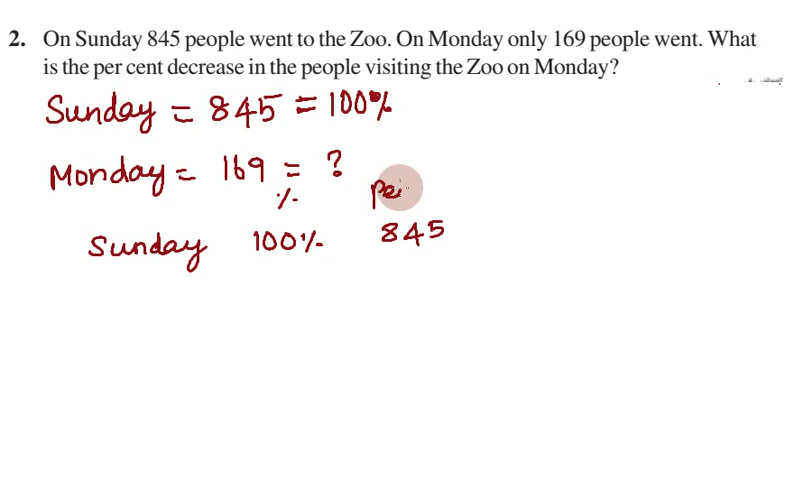 2. On Sunday 845 people went to the Zoo. On Monday only 169 people went. What
is the per cent decrease in the people visiting the Zoo on Monday?
Sunday = 845 = 100%
Monday = 169 = ?
%
Sunday 100% 845